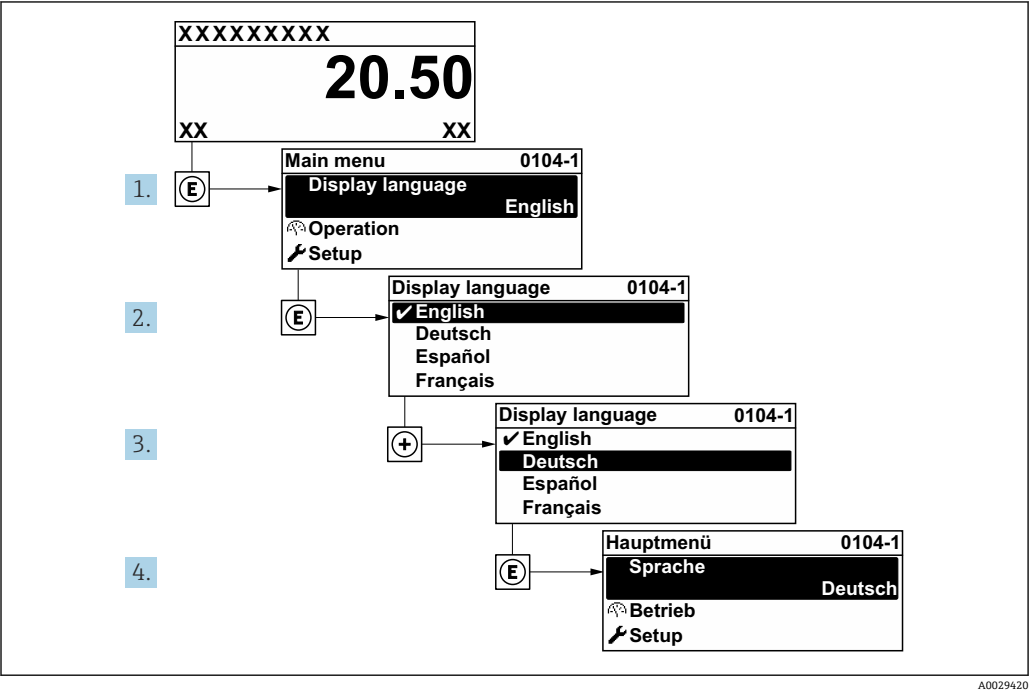 XXXXXXXXX
20.50
XX XX
1. E
Main menu 0104-1
Display language
English
Operation
Setup
2. E
Display language 0104-1
✔English
Deutsch
Español
Français
3. +
Display language 0104-1
✔English
Deutsch
Español
Français
4. E
Hauptmenü 0104-1
Sprache
Deutsch
Betrieb
Setup
A0029420